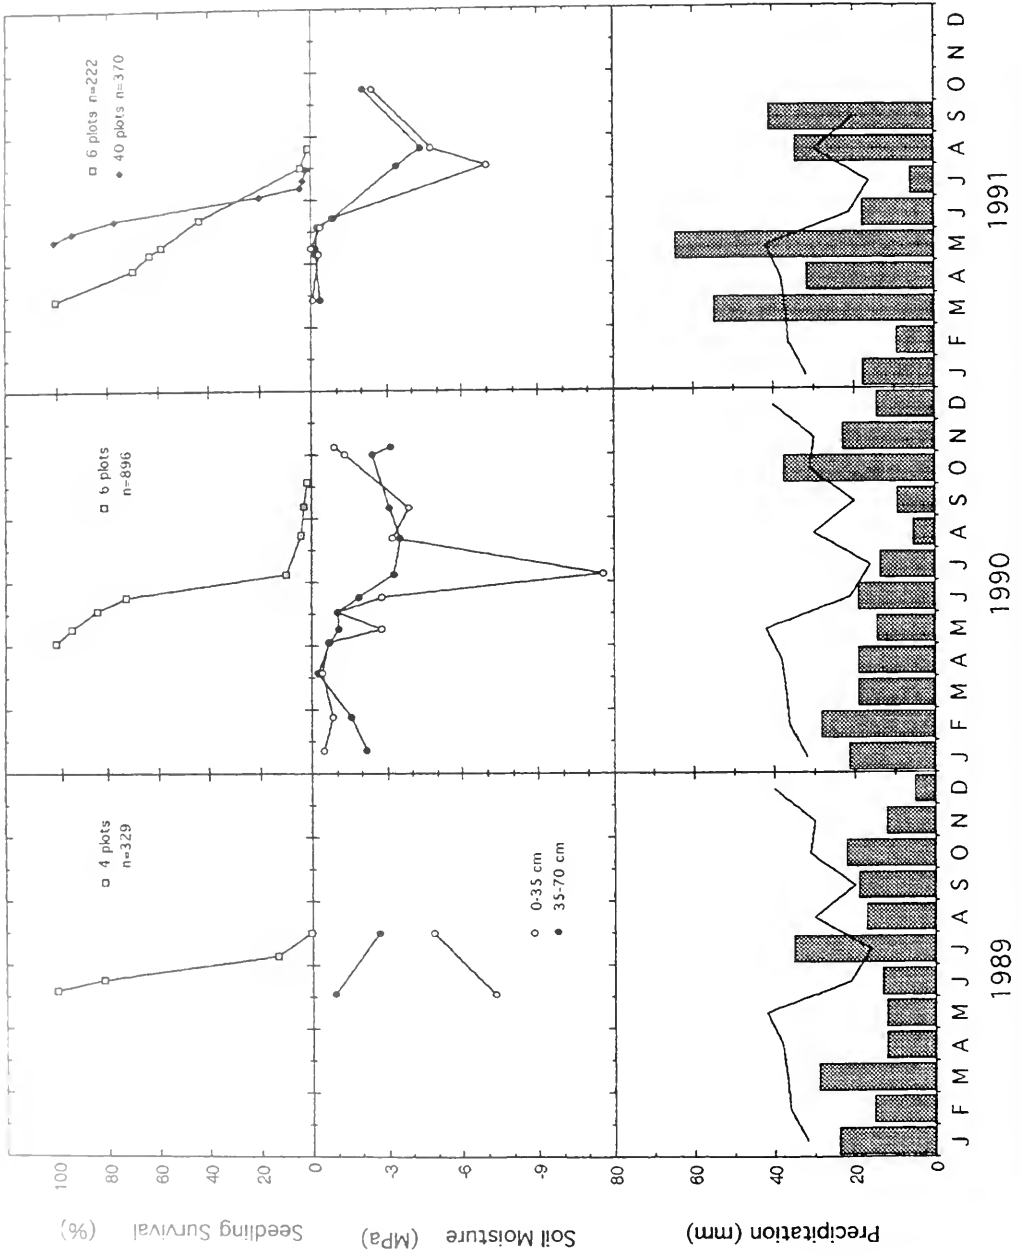 Seedling Survival (%)
100
80
60
40
20
□ 4 plots
n=329
□ 6 plots
n=896
□ 6 plots n=222
◆ 40 plots n=370
Soil Moisture (MPa)
0
-3
-6
-9
○ 0-35 cm
● 35-70 cm
Precipitation (mm)
80
60
40
20
0
J F M A M J J A S O N D J F M A M J J A S O N D J F M A M J J A S O N D
1989 1990 1991